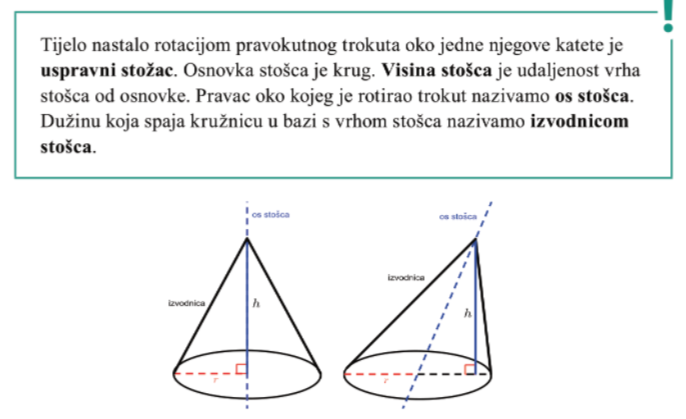 !
Tijelo nastalo rotacijom pravokutnog trokuta oko jedne njegove katete je
uspravni stožac. Osnovka stošca je krug. Visina stošca je udaljenost vrha
stošca od osnovke. Pravac oko kojeg je rotirao trokut nazivamo os stošca.
Dužinu koja spaja kružnicu u bazi s vrhom stošca nazivamo izvodnicom
stošca.
os stošca
izvodnica
h
r
os stošca
izvodnica
h
r